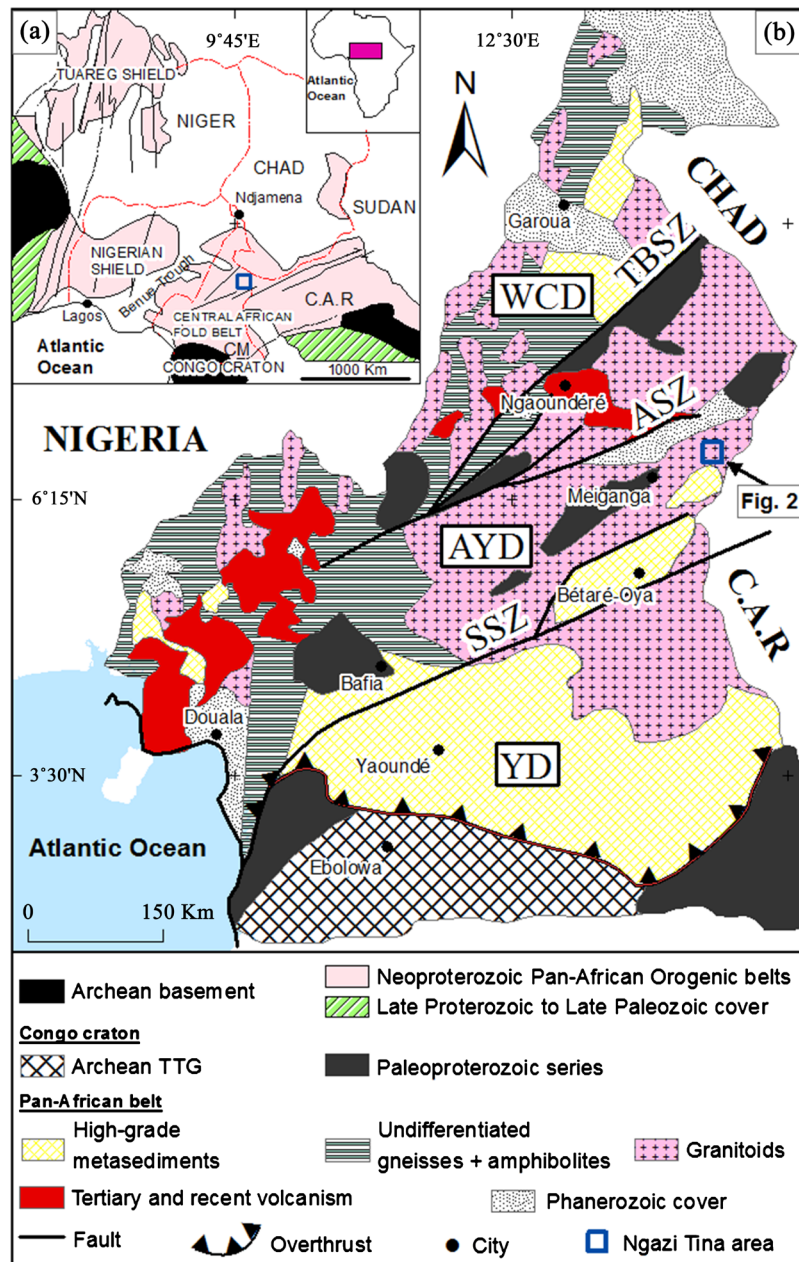 (a)
9°45'E
TUAREG SHIELD
NIGER
CHAD
Ndjamena
SUDAN
NIGERIAN
SHIELD
Benue-Trough
C.A.R
Lagos
CENTRAL AFRICAN
FOLD BELT
Atlantic
Ocean
CM
CONGO CRATON
1000 Km
Atlantic
Ocean
12°30'E
(b)
N
CHAD
Garoua
TBSZ
WCD
Ngaoundéré
ASZ
NIGERIA
6°15'N
Meiganga
Fig. 2
AYD
Bétaré-Oya
C.A.R
SSZ
Bafia
Douala
Yaoundé
YD
3°30'N
Atlantic Ocean
Ebolowa
0 150 Km
Archean basement
Neoproterozoic Pan-African Orogenic belts
Late Proterozoic to Late Paleozoic cover
Congo craton
Archean TTG
Paleoproterozoic series
Pan-African belt
High-grade
metasediments
Undifferentiated
gneisses + amphibolites
Granitoids
Tertiary and recent volcanism
Phanerozoic cover
Fault
Overthrust
City
Ngazi Tina area